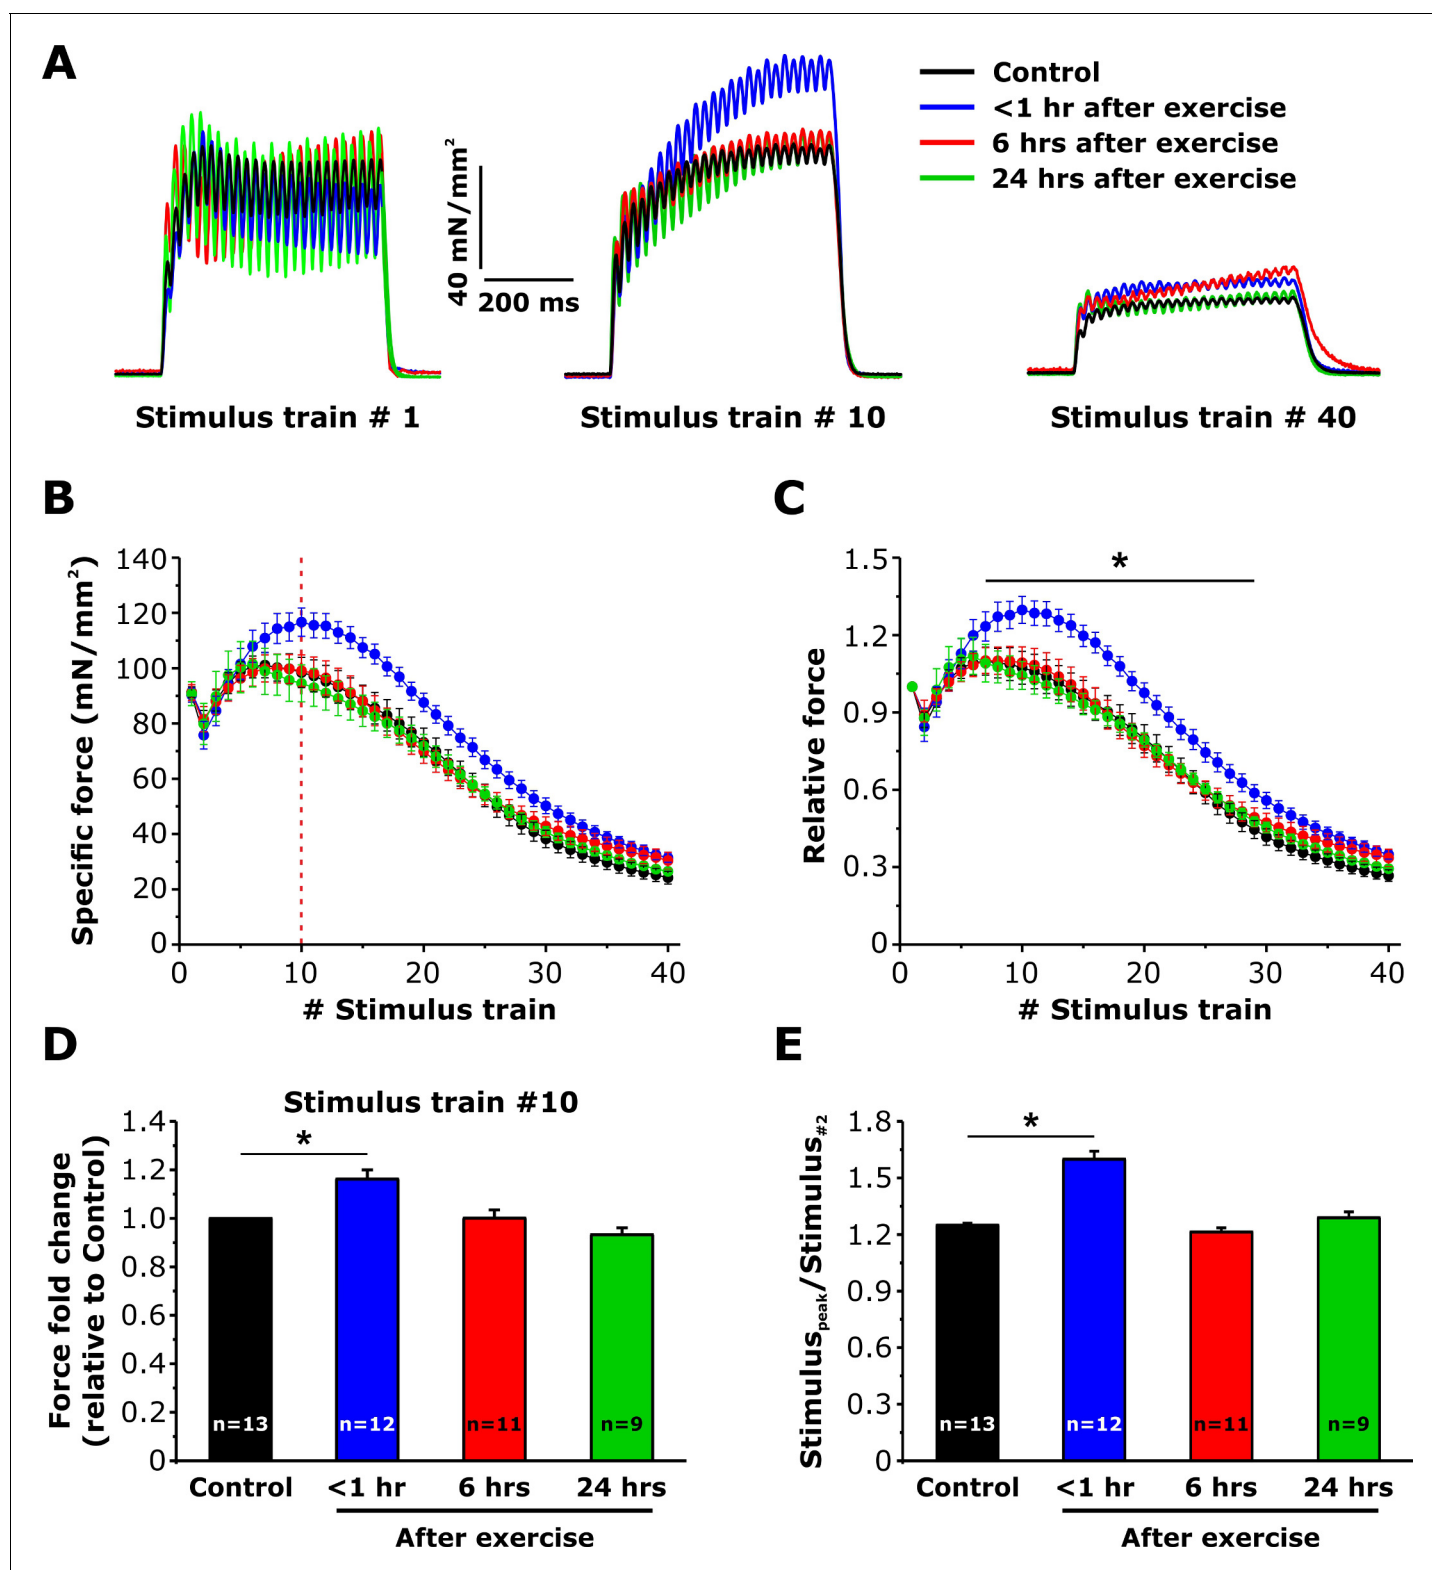 A
Control
<1 hr after exercise
6 hrs after exercise
24 hrs after exercise
40 mN/mm²
200 ms
Stimulus train # 1
Stimulus train # 10
Stimulus train # 40
B
Specific force (mN/mm²)
140
120
100
80
60
40
20
0
0 10 20 30 40
# Stimulus train
C
*
Relative force
1.5
1.2
0.9
0.6
0.3
0
0 10 20 30 40
# Stimulus train
D
Stimulus train #10
*
Force fold change
(relative to Control)
1.4
1.2
1.0
0.8
0.6
0.4
0.2
0
n=13 n=12 n=11 n=9
Control <1 hr 6 hrs 24 hrs
After exercise
E
*
Stimuluspeak/Stimulus#2
1.8
1.5
1.2
0.9
0.6
0.3
0
n=13 n=12 n=11 n=9
Control <1 hr 6 hrs 24 hrs
After exercise